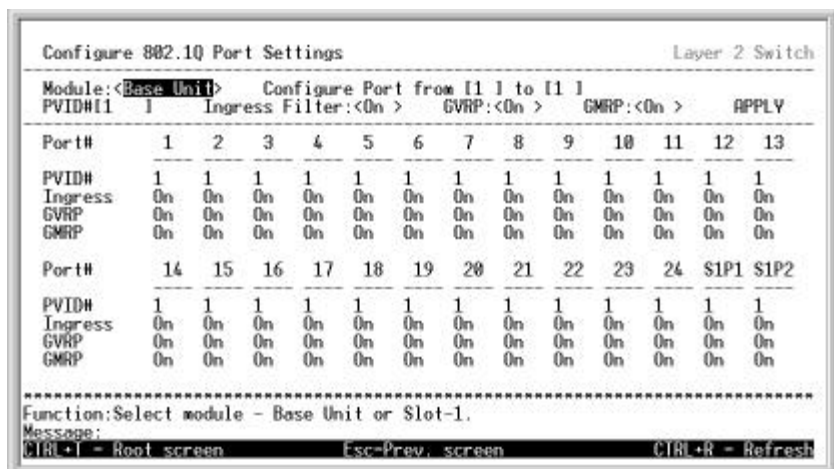 Configure 802.1Q Port Settings Layer 2 Switch
Module:<Base Unit> Configure Port from [1 ] to [1 ]
PVID#[1 ] Ingress Filter:<On > GVRP:<On > GMRP:<On > APPLY
Port# 1 2 3 4 5 6 7 8 9 10 11 12 13
PVID# 1 1 1 1 1 1 1 1 1 1 1 1 1
Ingress On On On On On On On On On On On On On
GVRP On On On On On On On On On On On On On
GMRP On On On On On On On On On On On On On
Port# 14 15 16 17 18 19 20 21 22 23 24 S1P1 S1P2
PVID# 1 1 1 1 1 1 1 1 1 1 1 1 1
Ingress On On On On On On On On On On On On On
GVRP On On On On On On On On On On On On On
GMRP On On On On On On On On On On On On On
Function:Select module - Base Unit or Slot-1.
Message:
CTRL+T = Root screen Esc=Prev. screen CTRL+R = Refresh